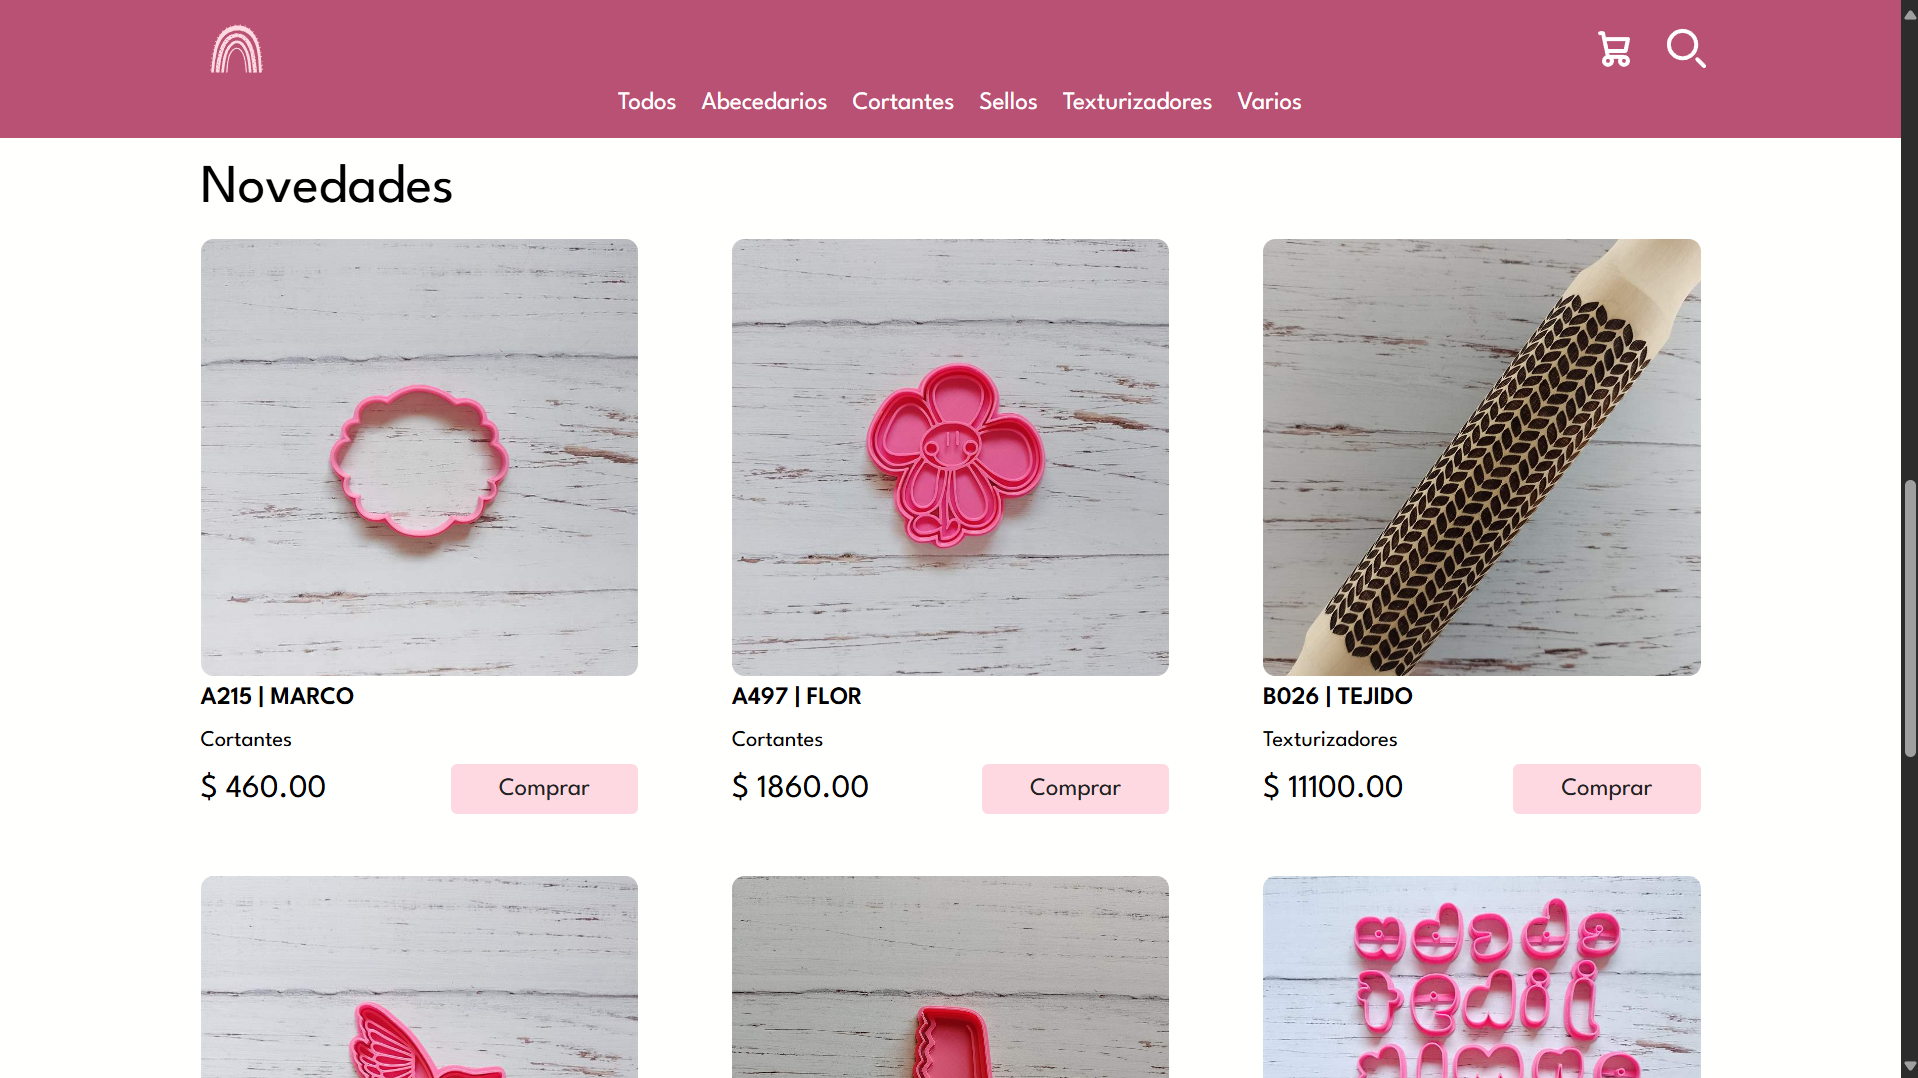 Todos Abecedarios Cortantes Sellos Texturizadores Varios
Novedades
A215 | MARCO
Cortantes
$ 460.00
Comprar
A497 | FLOR
Cortantes
$ 1860.00
Comprar
B026 | TEJIDO
Texturizadores
$ 11100.00
Comprar